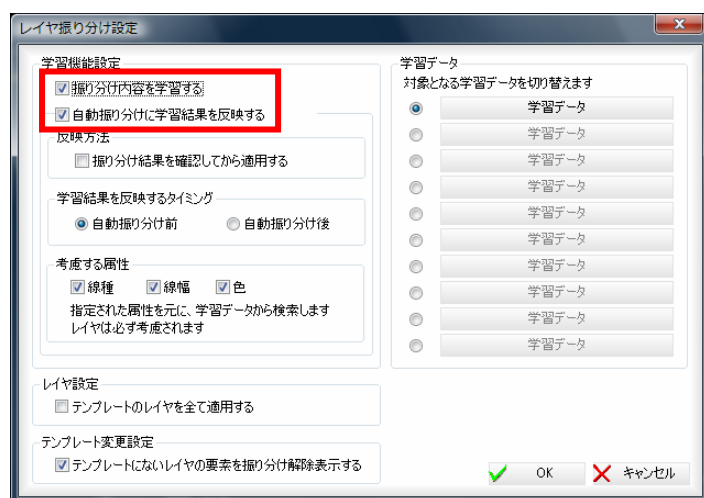 レイヤ振り分け設定
学習機能設定
振り分け内容を学習する
自動振り分けに学習結果を反映する
反映方法
振り分け結果を確認してから適用する
学習結果を反映するタイミング
自動振り分け前
自動振り分け後
考慮する属性
線種
線幅
色
指定された属性を元に、学習データから検索します
レイヤは必ず考慮されます
レイヤ設定
テンプレートのレイヤを全て適用する
テンプレート変更設定
テンプレートにないレイヤの要素を振り分け解除表示する
学習データ
対象となる学習データを切り替えます
学習データ
学習データ
学習データ
学習データ
学習データ
学習データ
学習データ
学習データ
学習データ
学習データ
OK
キャンセル